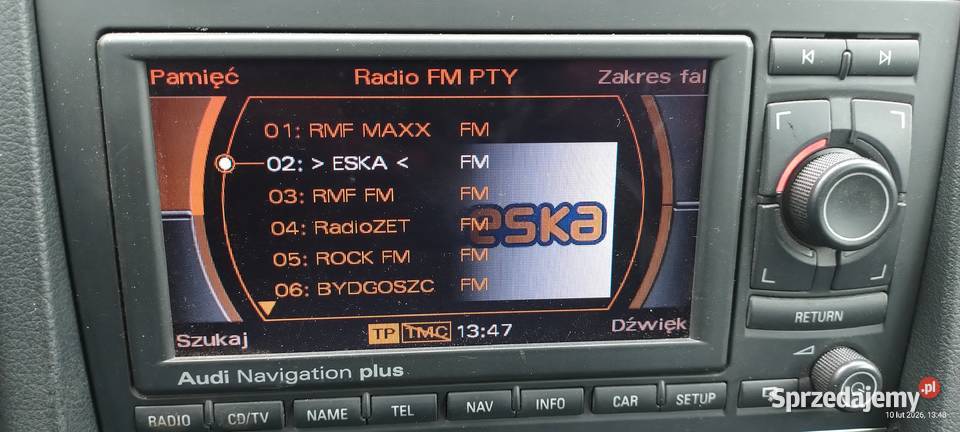 Pamięć Radio FM PTY Zakres fal
01: RMF MAXX FM
02: > ESKA < FM
03: RMF FM FM
04: RadioZET FM
eska
05: ROCK FM FM
06: BYDGOSZC FM
Szukaj TP TMC 13:47 Dźwięk
Audi Navigation plus
RETURN
RADIO CD/TV NAME TEL NAV INFO CAR SETUP
Sprzedajemy.pl
10 lut 2026, 13:48